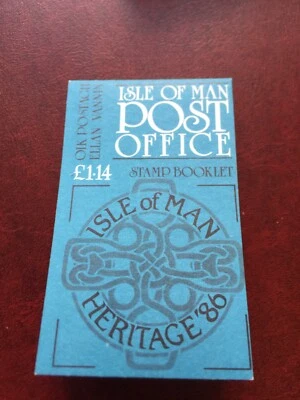 ISLE OF MAN
POST
OFFICE
OIK POSTAGH
ELLAN VANNIN
£1·14
STAMP BOOKLET
ISLE of MAN
HERITAGE '86